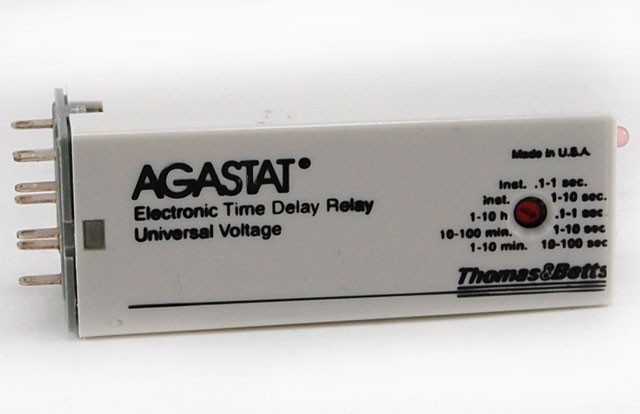 AGASTAT
Electronic Time Delay Relay
Universal Voltage
Made in U.S.A.
Inst. .1-1 sec.
inst. 1-10 sec.
1-10 h .1-1 sec
10-100 min. 1-10 sec
1-10 min. 10-100 sec
Thomas&Betts